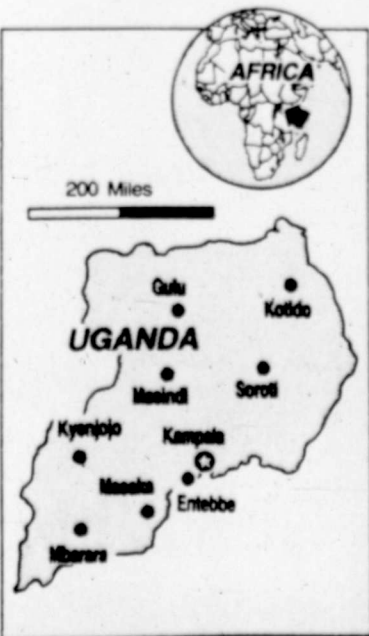 AFRICA
200 Miles
Gulu
Kotido
UGANDA
Masindi
Soroti
Kyenjojo
Kampala
Masaka
Entebbe
Mbarara